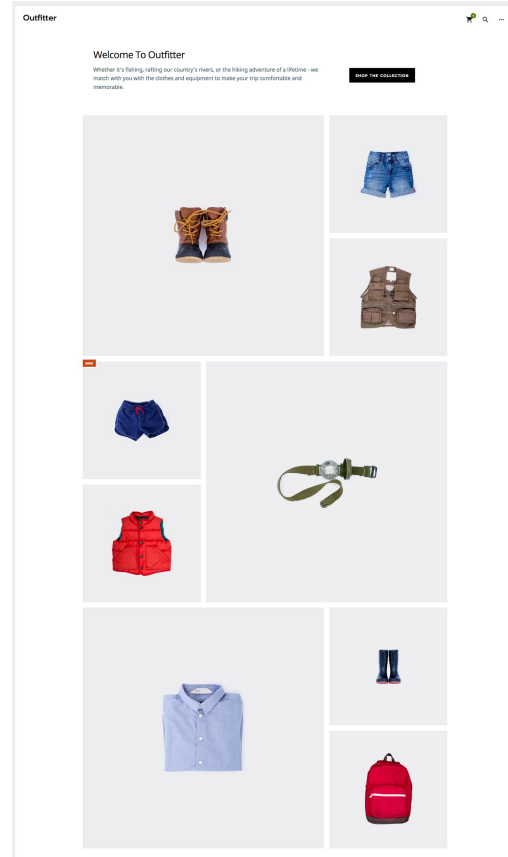 Outfitter
Welcome To Outfitter
Whether it's fishing, rafting our country's rivers, or the hiking adventure of a lifetime - we
match with you with the clothes and equipment to make your trip comfortable and
memorable.
SHOP THE COLLECTION